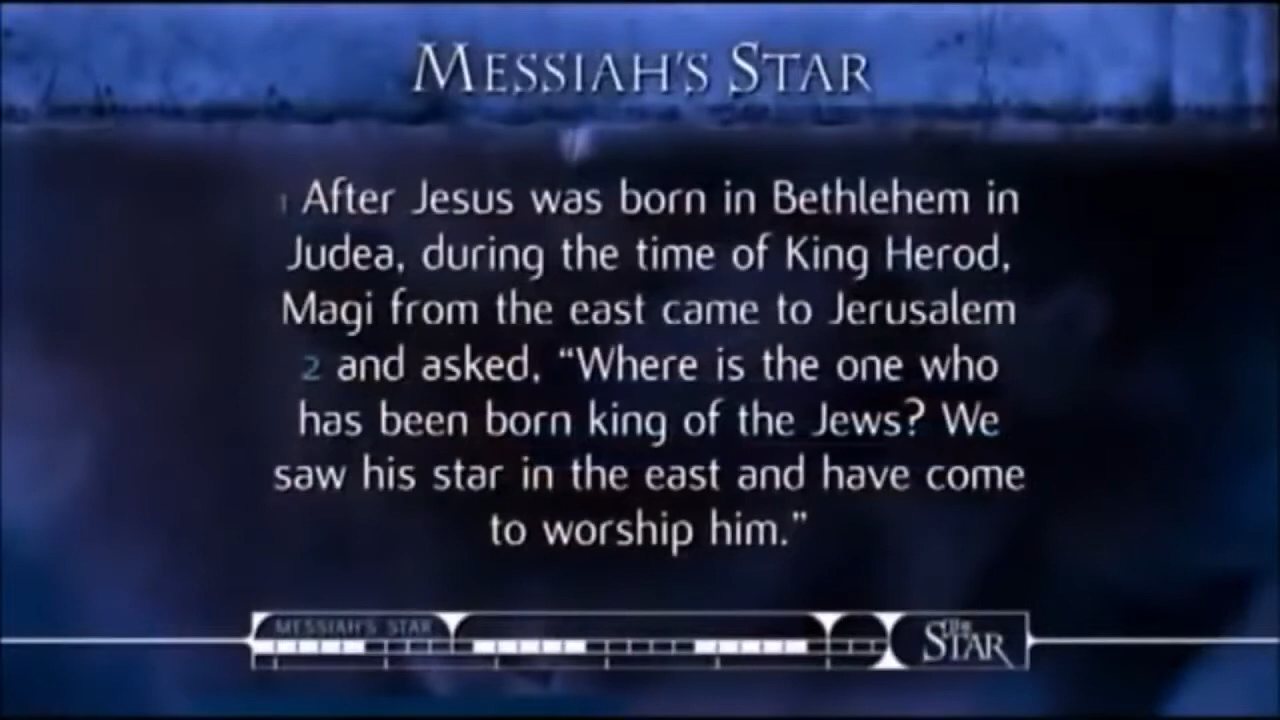 MESSIAH'S STAR
1 After Jesus was born in Bethlehem in
Judea, during the time of King Herod,
Magi from the east came to Jerusalem
2 and asked, “Where is the one who
has been born king of the Jews? We
saw his star in the east and have come
to worship him.”
MESSIAH'S STAR
The
STAR